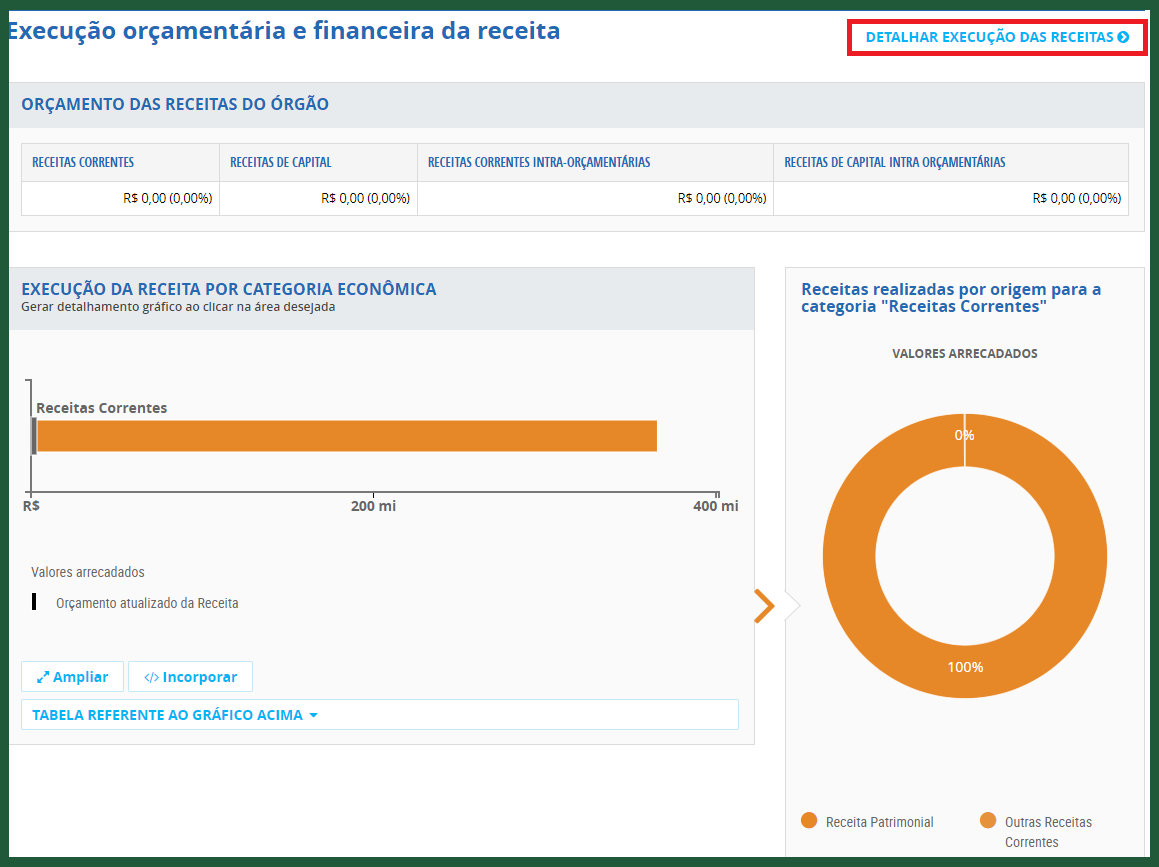 Execução orçamentária e financeira da receita
DETALHAR EXECUÇÃO DAS RECEITAS
ORÇAMENTO DAS RECEITAS DO ÓRGÃO
RECEITAS CORRENTES
RECEITAS DE CAPITAL
RECEITAS CORRENTES INTRA-ORÇAMENTÁRIAS
RECEITAS DE CAPITAL INTRA ORÇAMENTÁRIAS
R$ 0,00 (0,00%)
R$ 0,00 (0,00%)
R$ 0,00 (0,00%)
R$ 0,00 (0,00%)
EXECUÇÃO DA RECEITA POR CATEGORIA ECONÔMICA
Gerar detalhamento gráfico ao clicar na área desejada
Receitas Correntes
R$
200 mi
400 mi
Valores arrecadados
Orçamento atualizado da Receita
Ampliar
</> Incorporar
TABELA REFERENTE AO GRÁFICO ACIMA
Receitas realizadas por origem para a
categoria "Receitas Correntes"
VALORES ARRECADADOS
0%
100%
Receita Patrimonial
Outras Receitas
Correntes